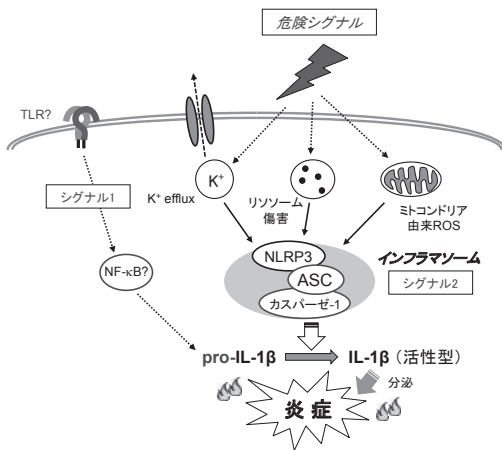 危険シグナル
TLR?
K⁺
K⁺ efflux
リソソーム
傷害
ミトコンドリア
由来ROS
シグナル1
NLRP3
ASC
カスパーゼ-1
インフラマソーム
シグナル2
NF-κB?
pro-IL-1β
IL-1β（活性型）
分泌
炎症